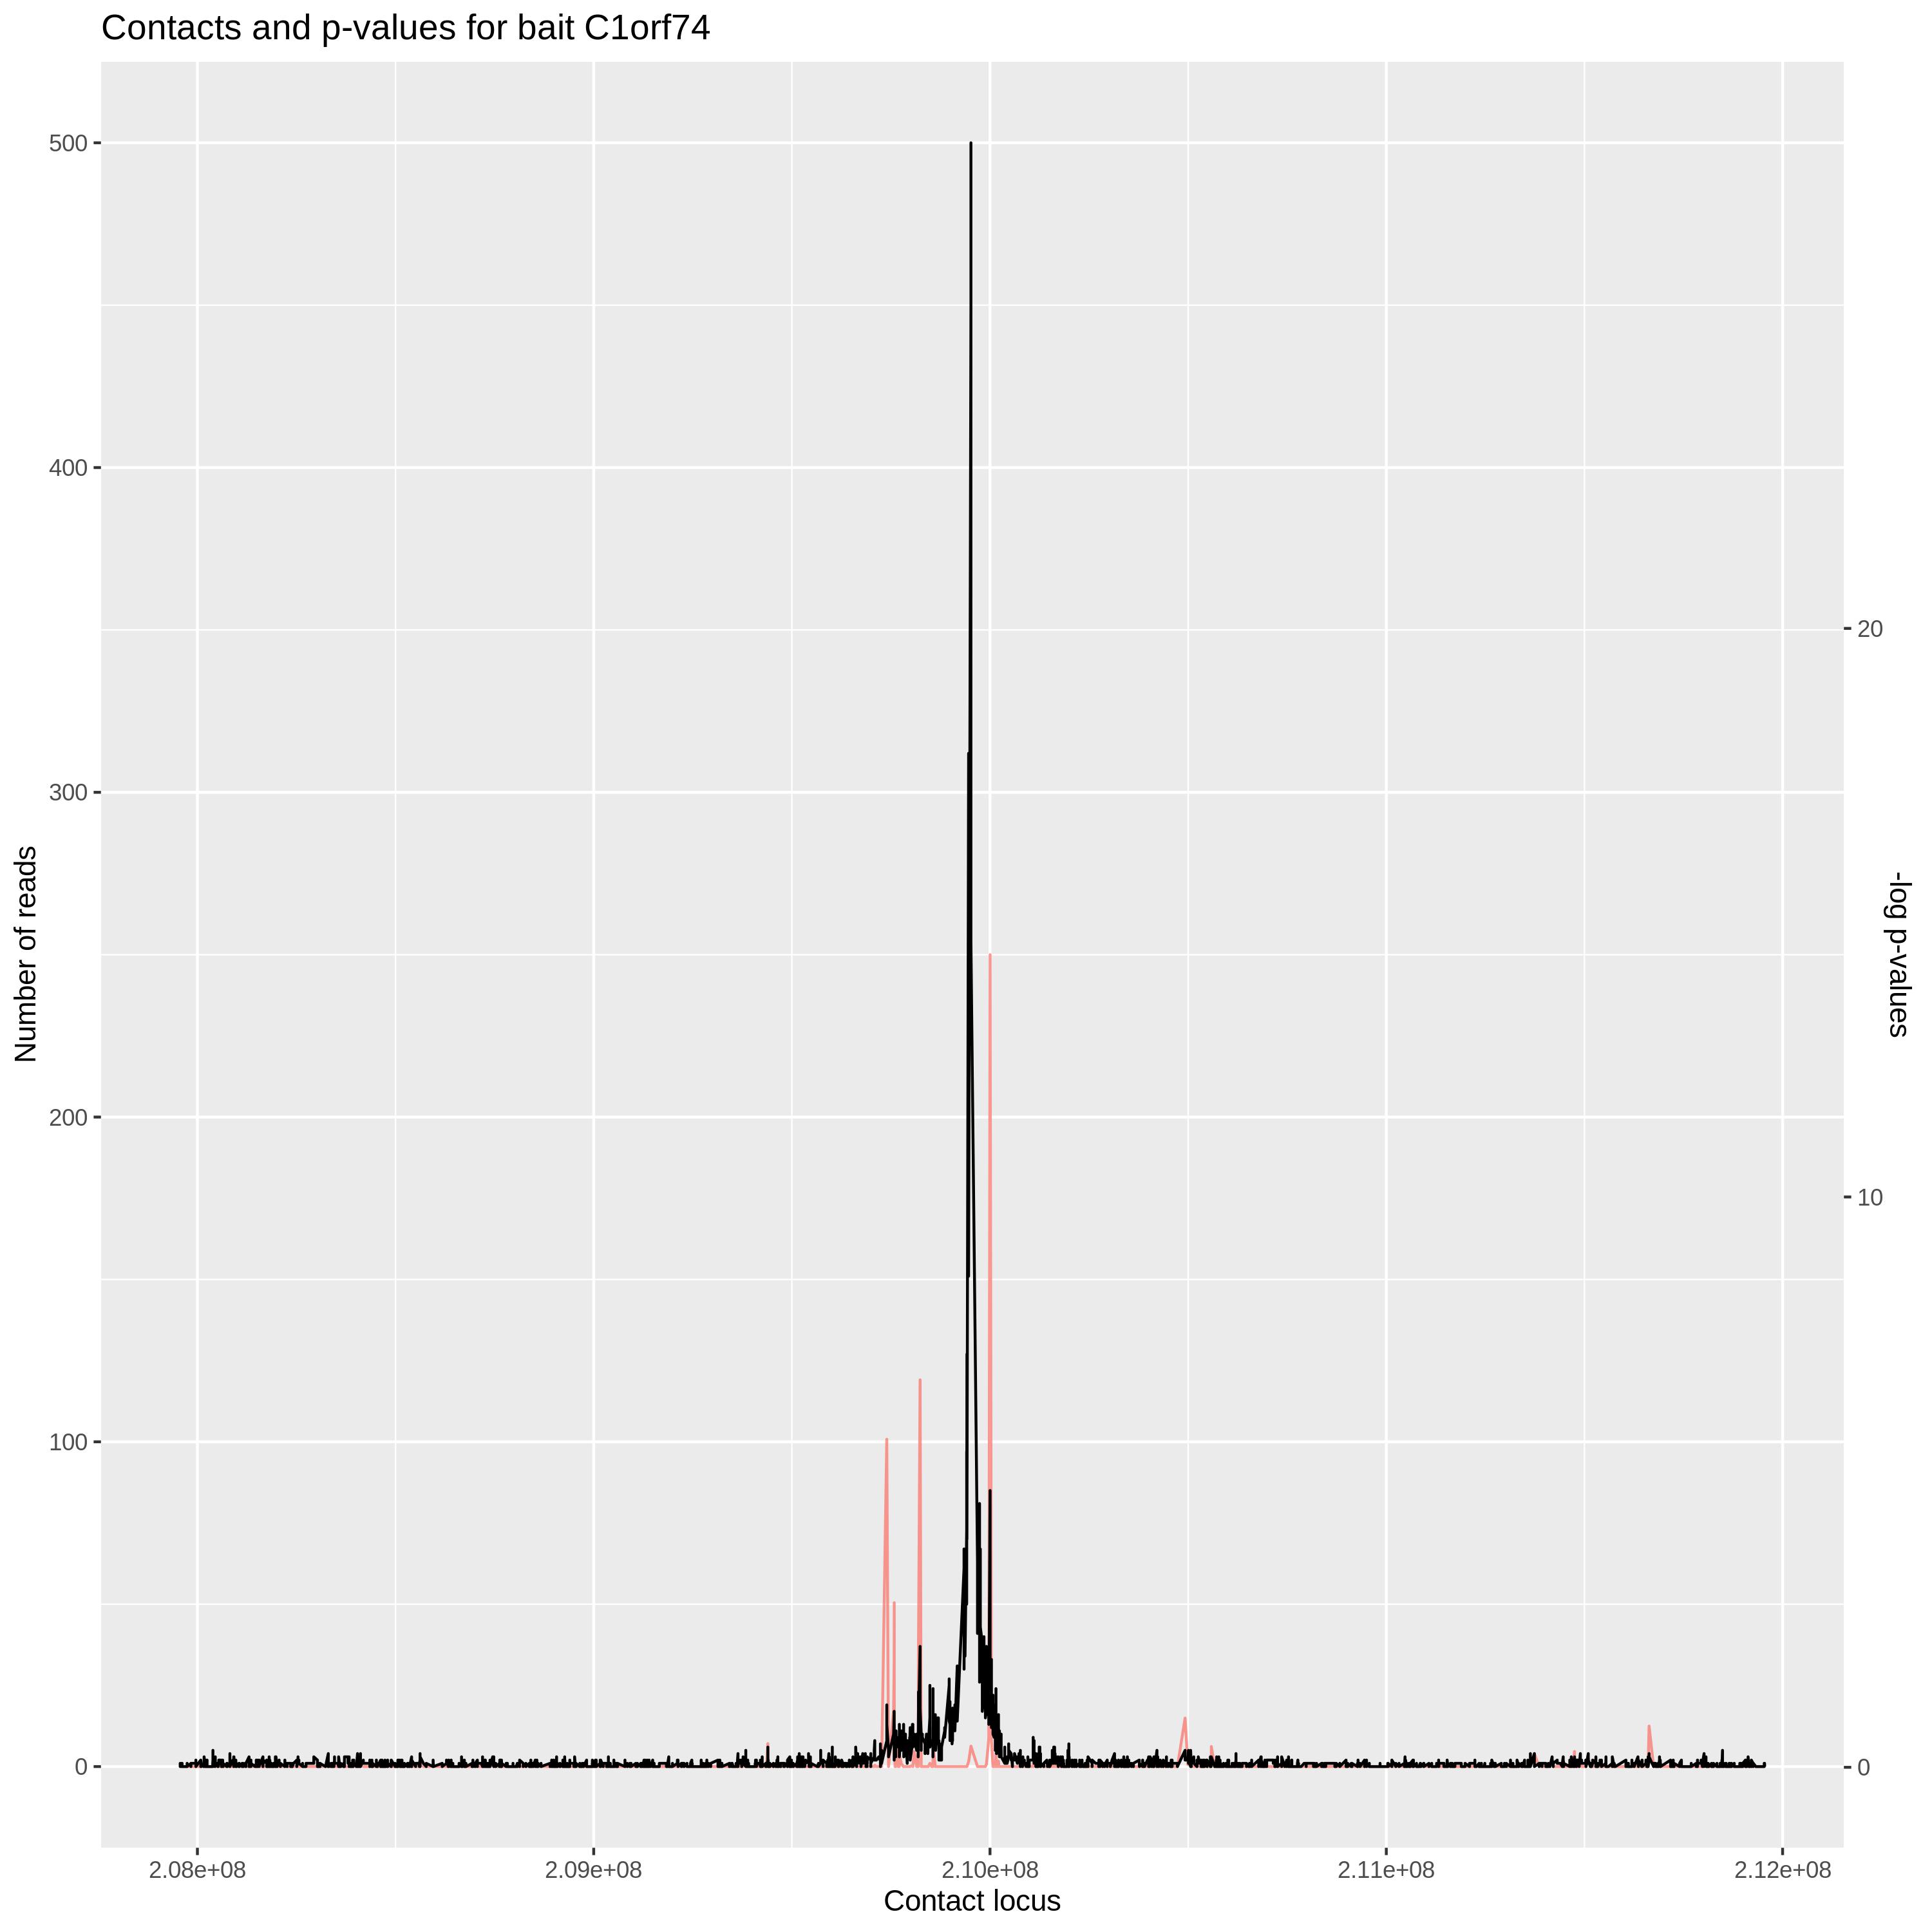 Contacts and p-values for bait C1orf74
500
400
300
200
100
0
Number of reads
20
10
0
-log p-values
2.08e+08 2.09e+08 2.10e+08 2.11e+08 2.12e+08
Contact locus